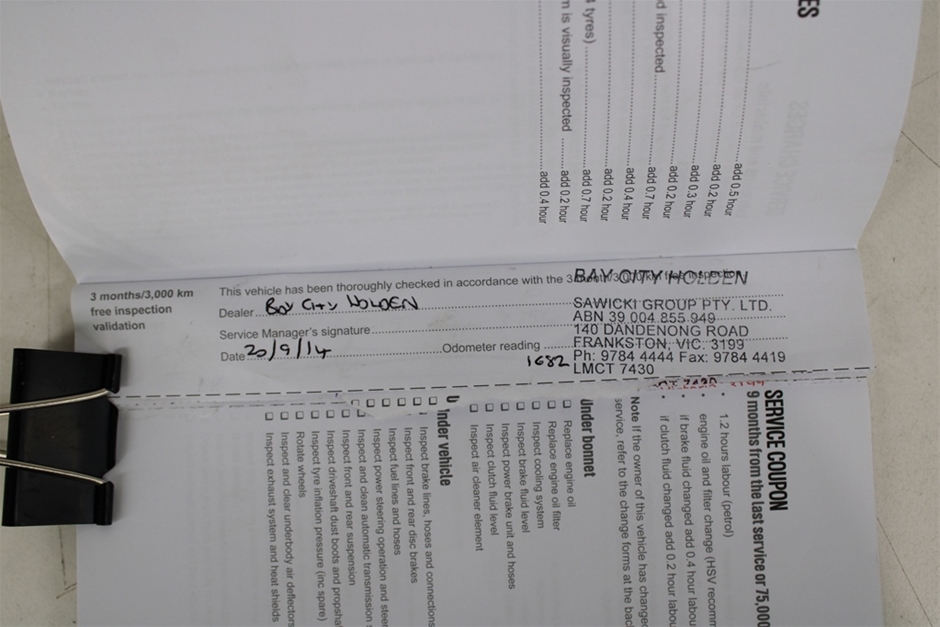 ES
add 0.5 hour
add 0.2 hour
add 0.3 hour
d inspected add 0.2 hour
add 0.7 hour
add 0.4 hour
add 0.2 hour
tyres) add 0.7 hour
m is visually inspected add 0.2 hour
add 0.4 hour
3 months/3,000 km
free inspection
validation
This vehicle has been thoroughly checked in accordance with the 3 month/3,000 km free inspection
Dealer Bay City HOLDEN
Service Manager's signature
Date 20/9/14 Odometer reading 1682
BAY CITY HOLDEN
SAWICKI GROUP PTY. LTD.
ABN 39 004 855 949
140 DANDENONG ROAD
FRANKSTON, VIC. 3199
Ph: 9784 4444 Fax: 9784 4419
LMCT 7430
SERVICE COUPON
9 months from the last service or 75,000
• 1.2 hours labour (petrol)
• engine oil and filter change (HSV recomm
• if brake fluid changed add 0.4 hour labou
• if clutch fluid changed add 0.2 hour labou
Note If the owner of this vehicle has changed
service, refer to the change forms at the back
Under bonnet
Replace engine oil
Replace engine oil filter
Inspect cooling system
Inspect brake fluid level
Inspect power brake unit and hoses
Inspect clutch fluid level
Inspect air cleaner element
Under vehicle
Inspect brake lines, hoses and connections
Inspect front and rear disc brakes
Inspect fuel lines and hoses
Inspect power steering operation and steer
Inspect and clean automatic transmission
Inspect front and rear suspension
Inspect driveshaft dust boots and propsha
Inspect tyre inflation pressure (inc spare)
Rotate wheels
Inspect and clear underbody air deflectors
Inspect exhaust system and heat shields